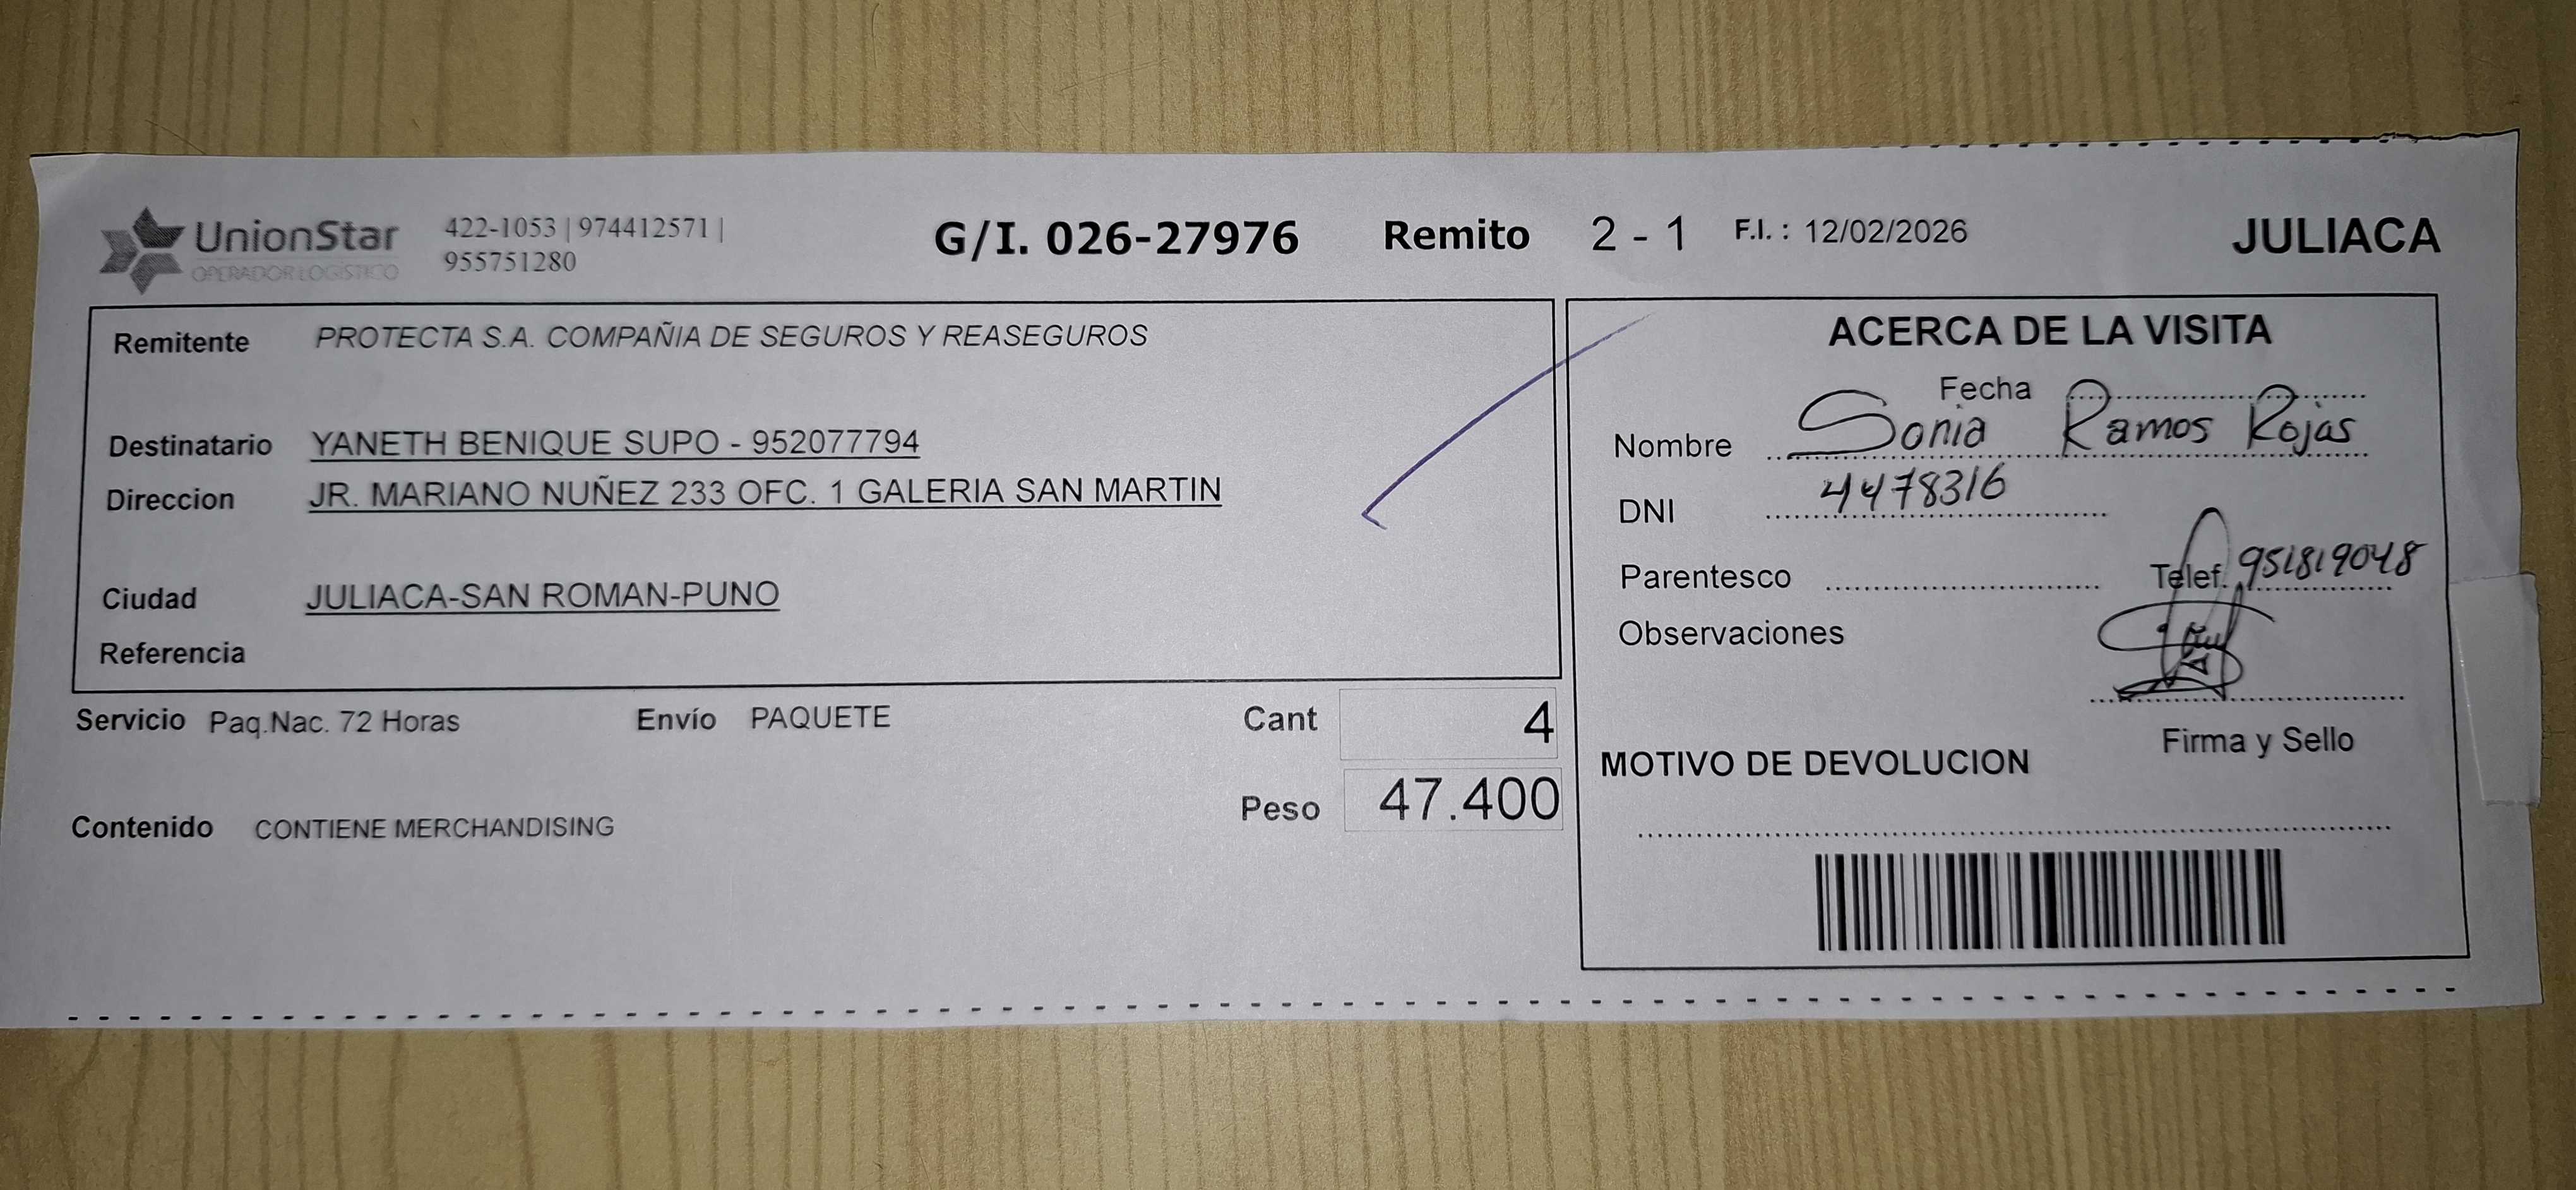 UnionStar
OPERADOR LOGÍSTICO
422-1053 | 974412571 |
955751280
G/I. 026-27976 Remito 2 - 1 F.I. : 12/02/2026 JULIACA
Remitente PROTECTA S.A. COMPAÑIA DE SEGUROS Y REASEGUROS
Destinatario YANETH BENIQUE SUPO - 952077794
Direccion JR. MARIANO NUÑEZ 233 OFC. 1 GALERIA SAN MARTIN
Ciudad JULIACA-SAN ROMAN-PUNO
Referencia
Servicio Paq.Nac. 72 Horas Envío PAQUETE Cant 4
Peso 47.400
Contenido CONTIENE MERCHANDISING
ACERCA DE LA VISITA
Fecha
Nombre Sonia Ramos Rojas
DNI 4478316
Parentesco Telef. 951819048
Observaciones
Firma y Sello
MOTIVO DE DEVOLUCION